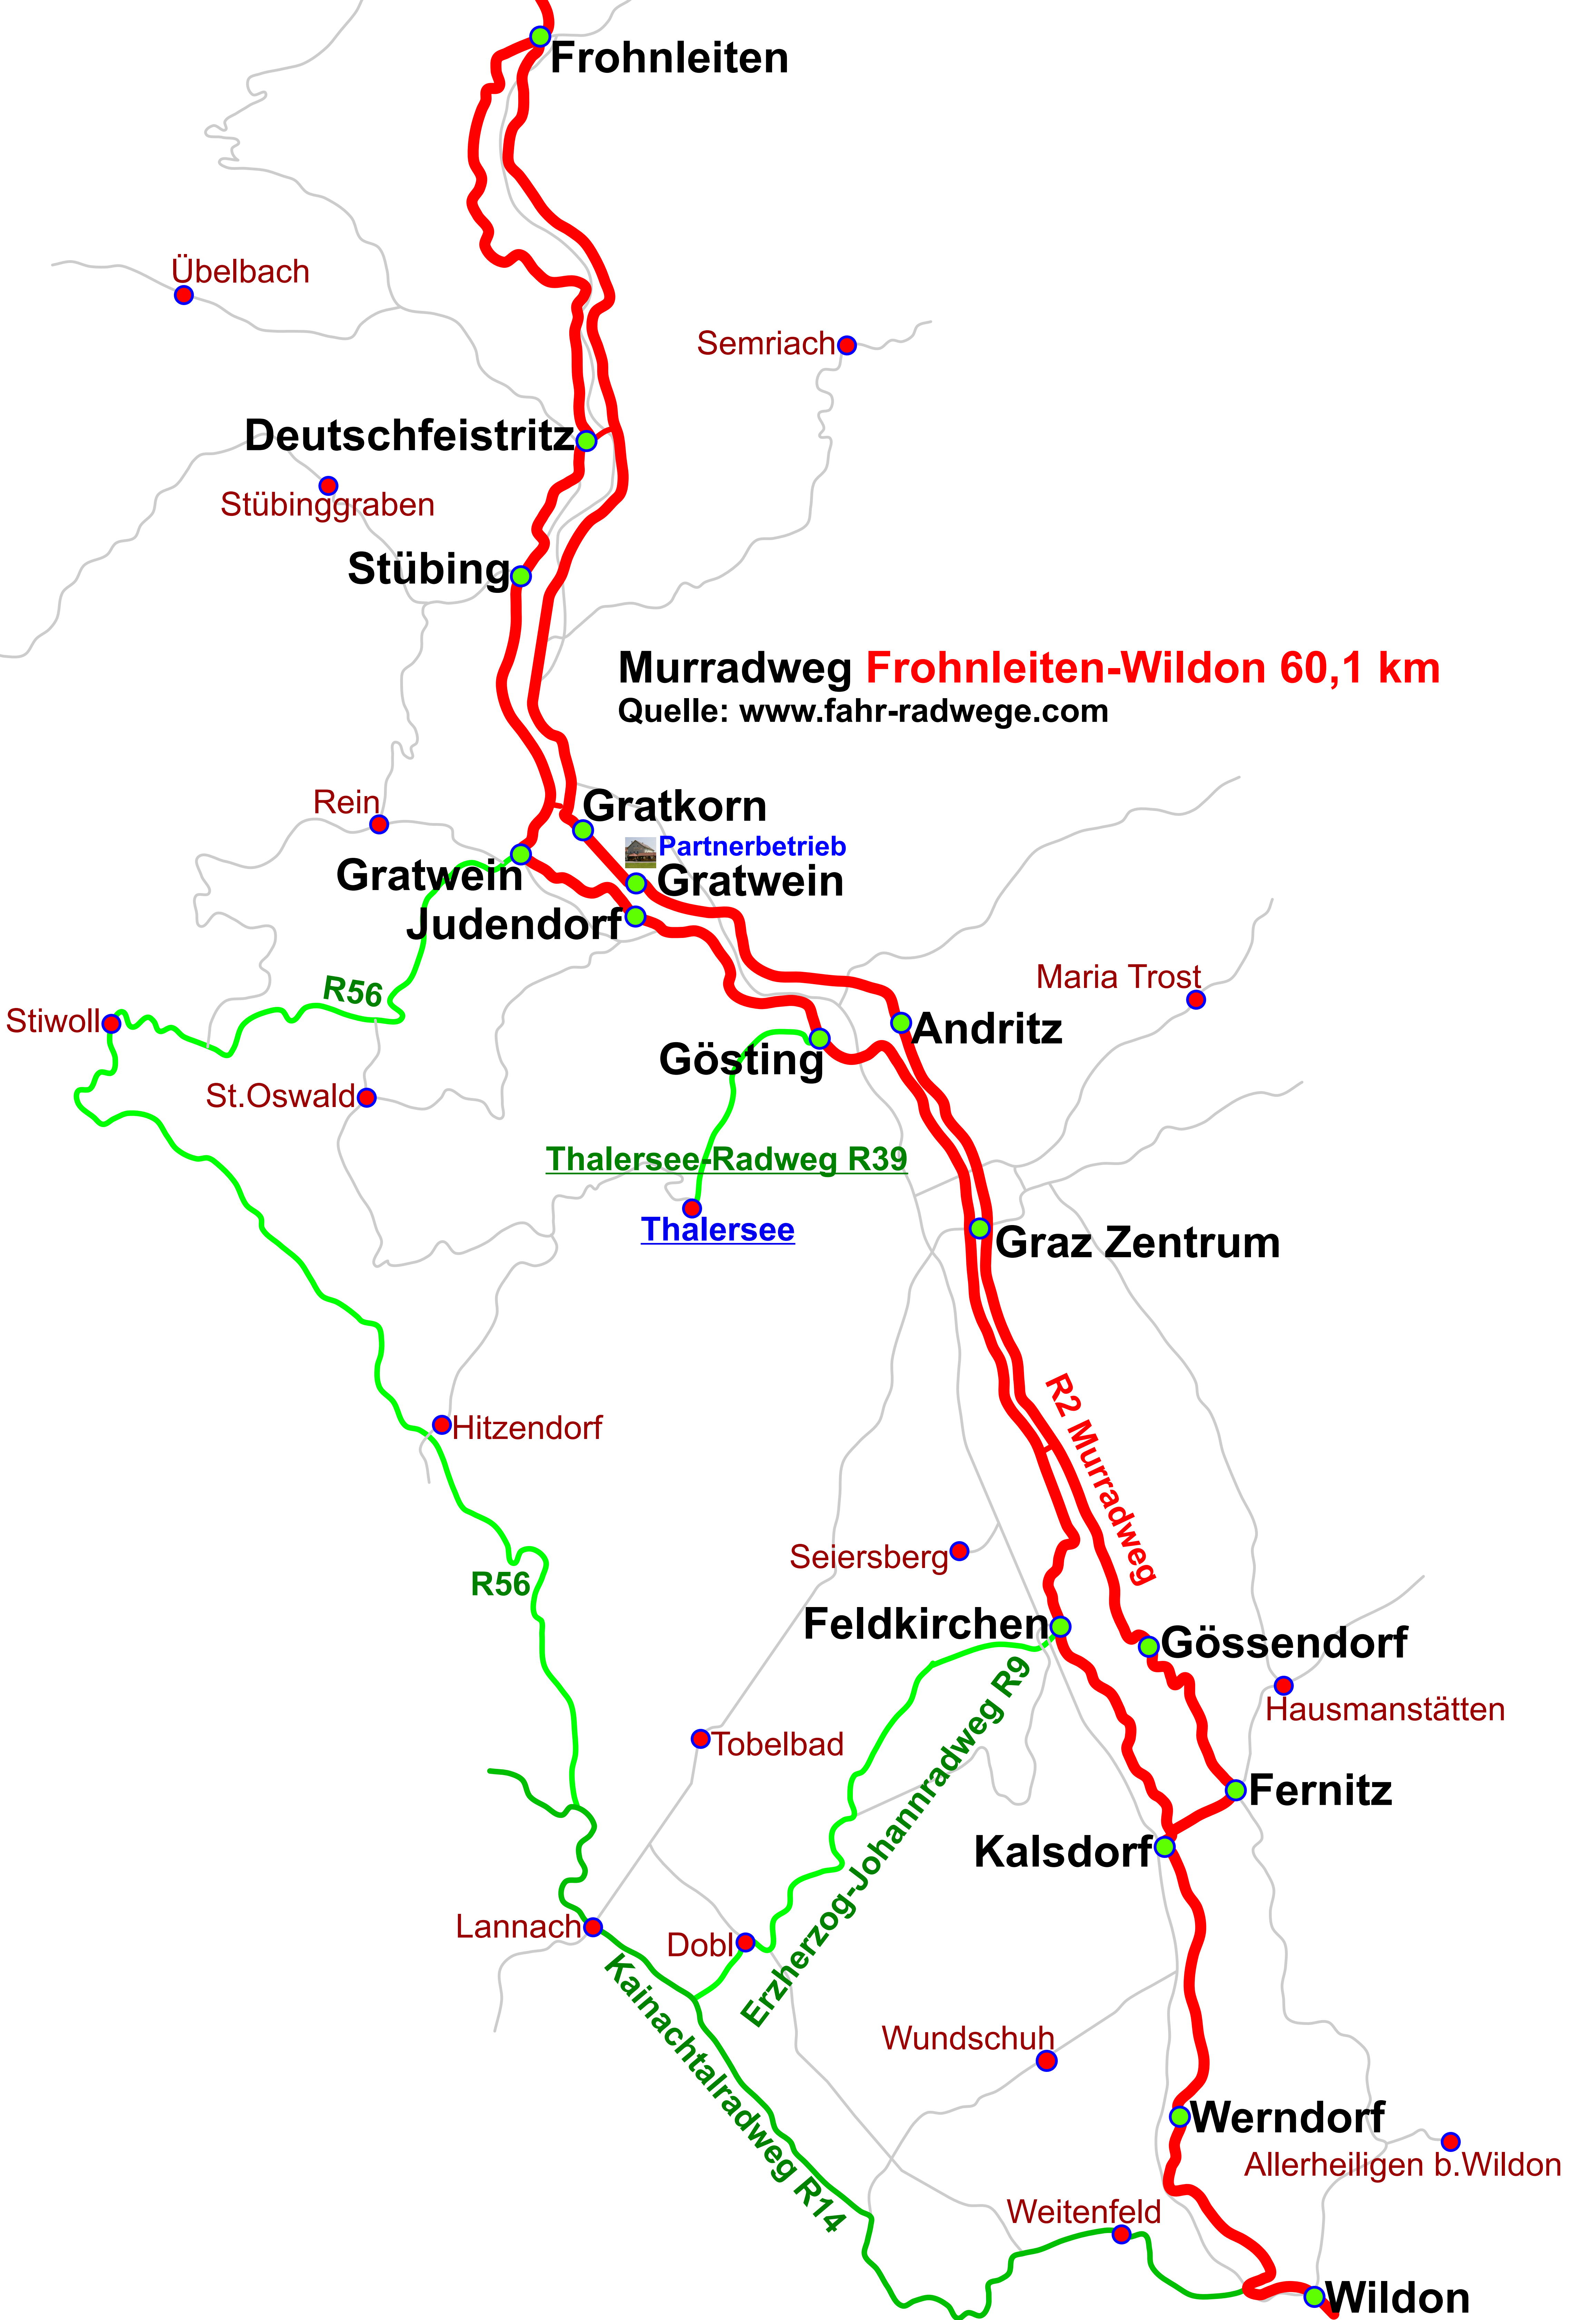 Frohnleiten
Übelbach
Semriach
Deutschfeistritz
Stübinggraben
Stübing
Murradweg Frohnleiten-Wildon 60,1 km
Quelle: www.fahr-radwege.com
Rein
Gratkorn
Partnerbetrieb
Gratwein
Gratwein
Judendorf
Maria Trost
R56
Stiwoll
Andritz
Gösting
St.Oswald
Thalersee-Radweg R39
Thalersee
Graz Zentrum
R2 Murradweg
Hitzendorf
Seiersberg
R56
Feldkirchen
Gössendorf
Hausmanstätten
Tobelbad
Erzherzog-Johannradweg R9
Fernitz
Kalsdorf
Lannach
Dobl
Kainachtalradweg R14
Wundschuh
Werndorf
Allerheiligen b.Wildon
Weitenfeld
Wildon